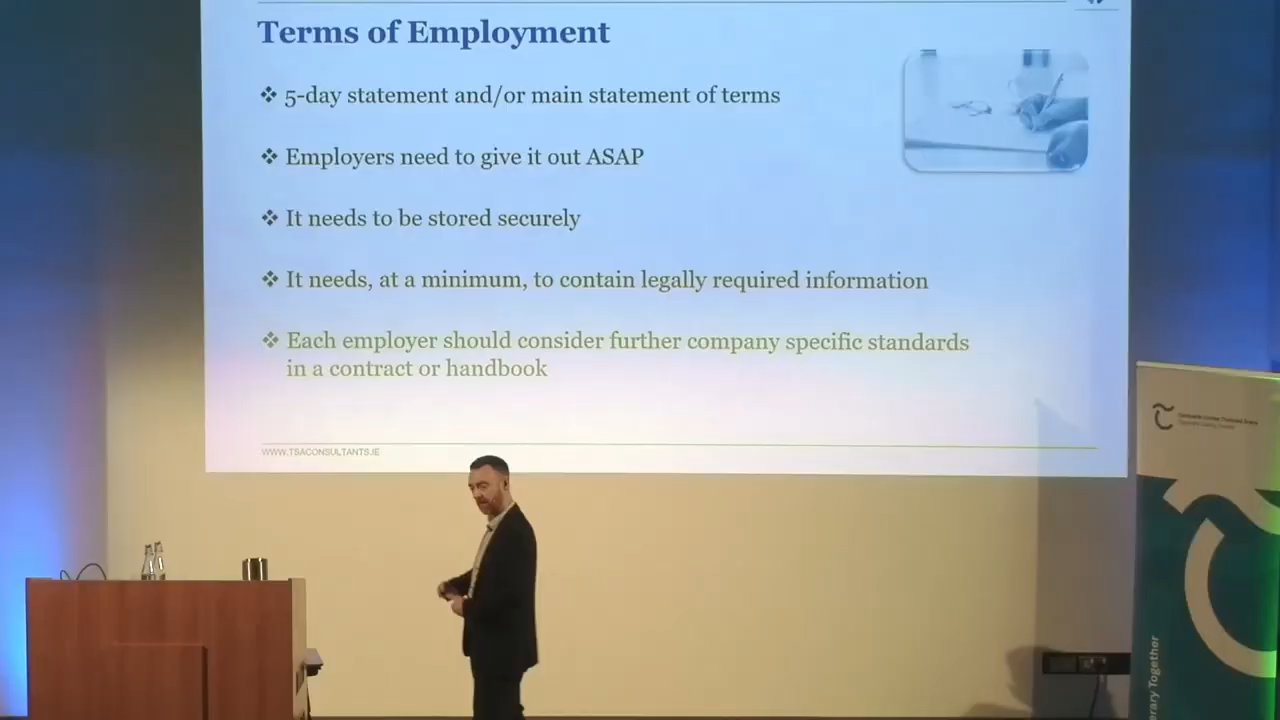 Terms of Employment
❖ 5-day statement and/or main statement of terms
❖ Employers need to give it out ASAP
❖ It needs to be stored securely
❖ It needs, at a minimum, to contain legally required information
❖ Each employer should consider further company specific standards
in a contract or handbook
WWW.TSACONSULTANTS.IE
Together